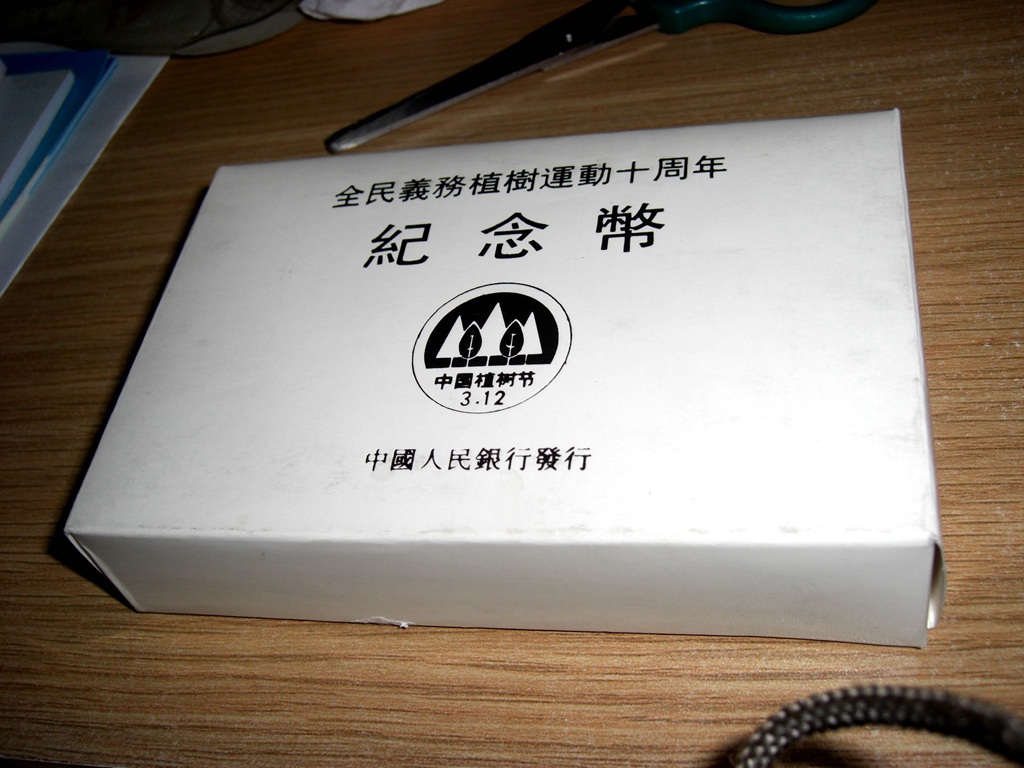 全民義務植樹運動十周年
紀念幣
中国植树节
3.12
中國人民銀行發行